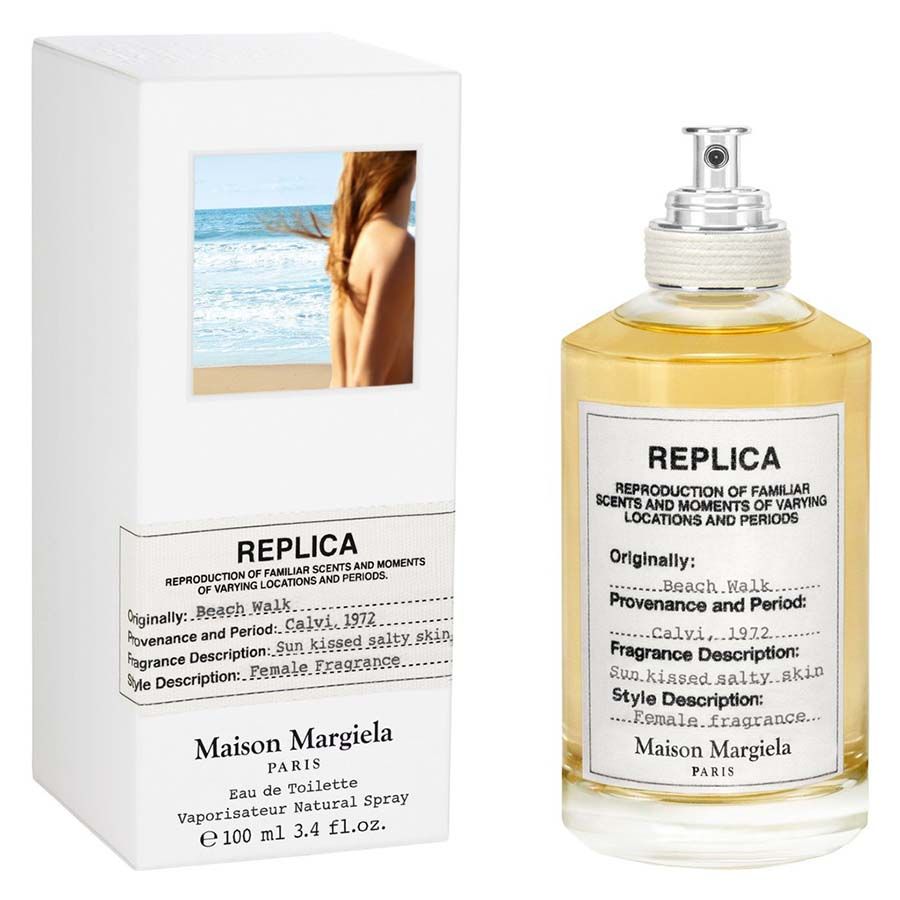 REPLICA
REPRODUCTION OF FAMILIAR SCENTS AND MOMENTS
OF VARYING LOCATIONS AND PERIODS.
Originally: Beach Walk
Provenance and Period: Calvi, 1972
Fragrance Description: Sun kissed salty skin
Style Description: Female Fragrance
Maison Margiela
PARIS
Eau de Toilette
Vaporisateur Natural Spray
℮ 100 ml 3.4 fl.oz.
REPLICA
REPRODUCTION OF FAMILIAR
SCENTS AND MOMENTS OF VARYING
LOCATIONS AND PERIODS
Originally:
Beach Walk
Provenance and Period:
Calvi, 1972
Fragrance Description:
Sun kissed salty skin
Style Description:
Female fragrance
Maison Margiela
PARIS